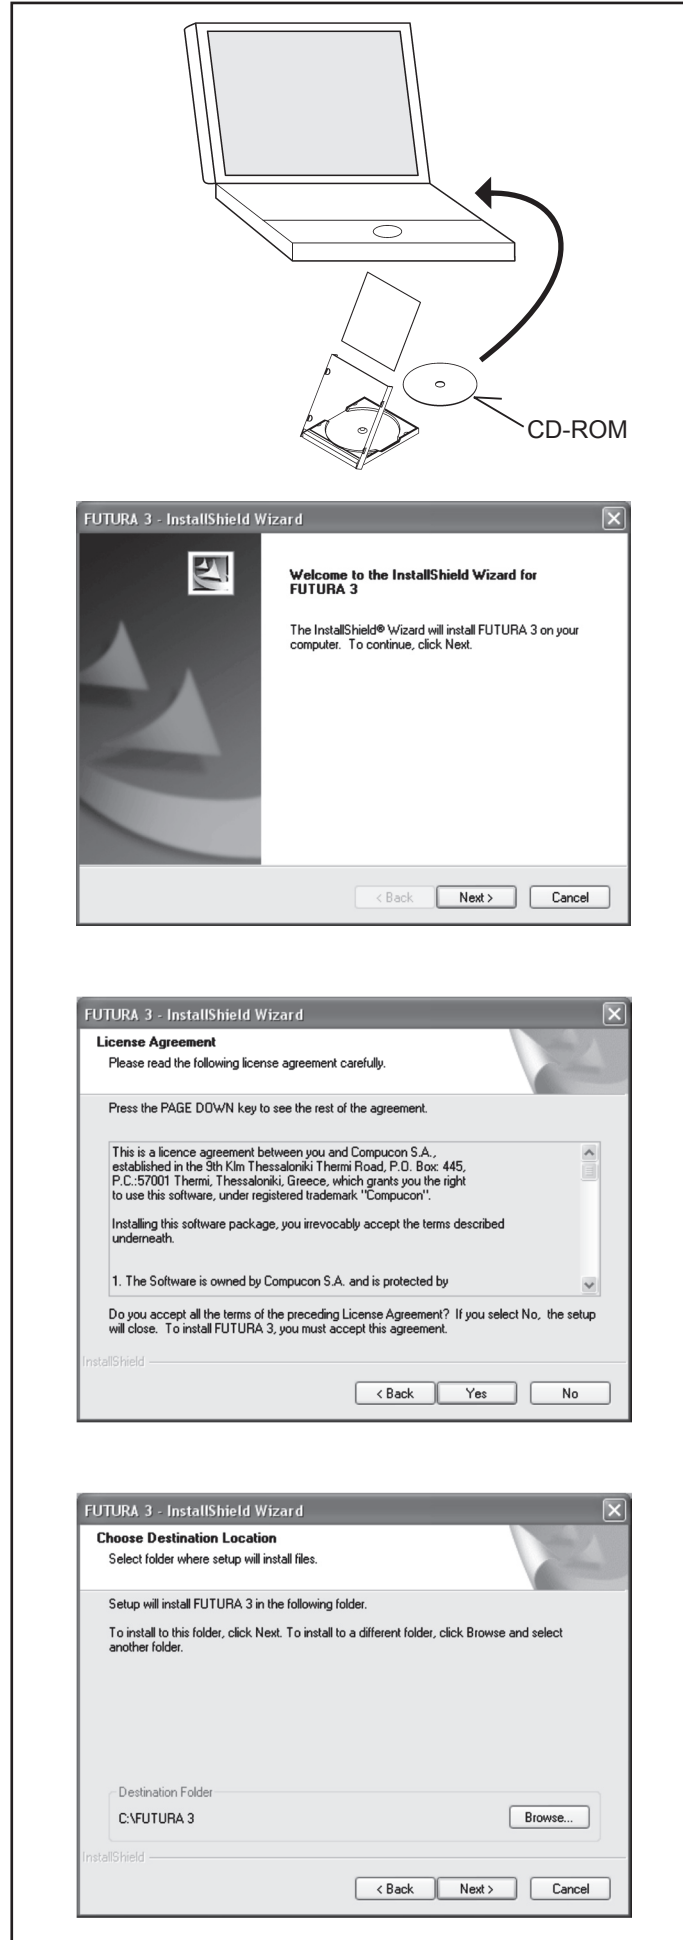 CD-ROM
FUTURA 3 - InstallShield Wizard
Welcome to the InstallShield Wizard for
FUTURA 3
The InstallShield® Wizard will install FUTURA 3 on your
computer. To continue, click Next.
< Back Next > Cancel
FUTURA 3 - InstallShield Wizard
License Agreement
Please read the following license agreement carefully.
Press the PAGE DOWN key to see the rest of the agreement.
This is a licence agreement between you and Compucon S.A.,
established in the 9th Klm Thessaloniki Thermi Road, P.O. Box: 445,
P.C.:57001 Thermi, Thessaloniki, Greece, which grants you the right
to use this software, under registered trademark "Compucon".
Installing this software package, you irrevocably accept the terms described
underneath.
1. The Software is owned by Compucon S.A. and is protected by
Do you accept all the terms of the preceding License Agreement? If you select No, the setup
will close. To install FUTURA 3, you must accept this agreement.
InstallShield
< Back Yes No
FUTURA 3 - InstallShield Wizard
Choose Destination Location
Select folder where setup will install files.
Setup will install FUTURA 3 in the following folder.
To install to this folder, click Next. To install to a different folder, click Browse and select
another folder.
Destination Folder
C:\FUTURA 3 Browse...
InstallShield
< Back Next > Cancel